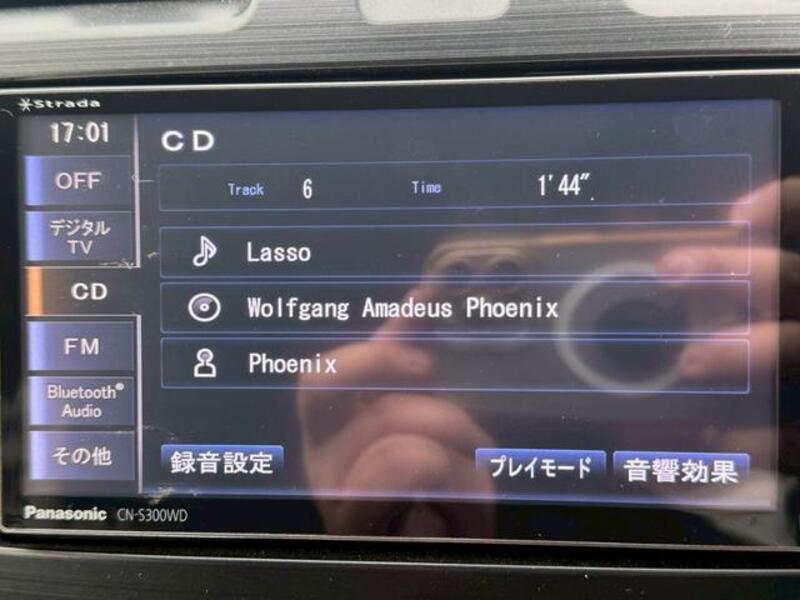 Strada
17:01
CD
OFF
Track 6 Time 1'44"
デジタル
TV
Lasso
CD
Wolfgang Amadeus Phoenix
FM
Phoenix
Bluetooth®
Audio
その他
録音設定 プレイモード 音響効果
Panasonic CN-S300WD